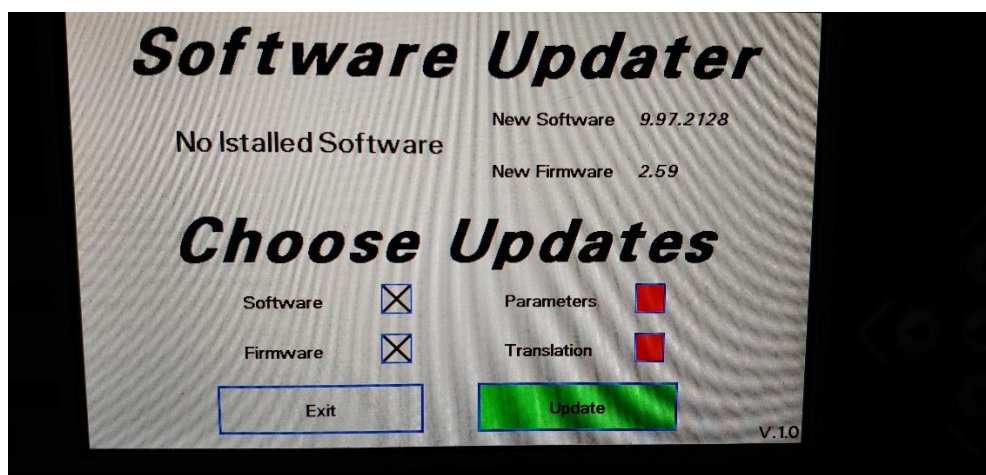 Software Updater
No Istalled Software
New Software 9.97.2128
New Firmware 2.59
Choose Updates
Software
Parameters
Firmware
Translation
Exit
Update
V.1.0